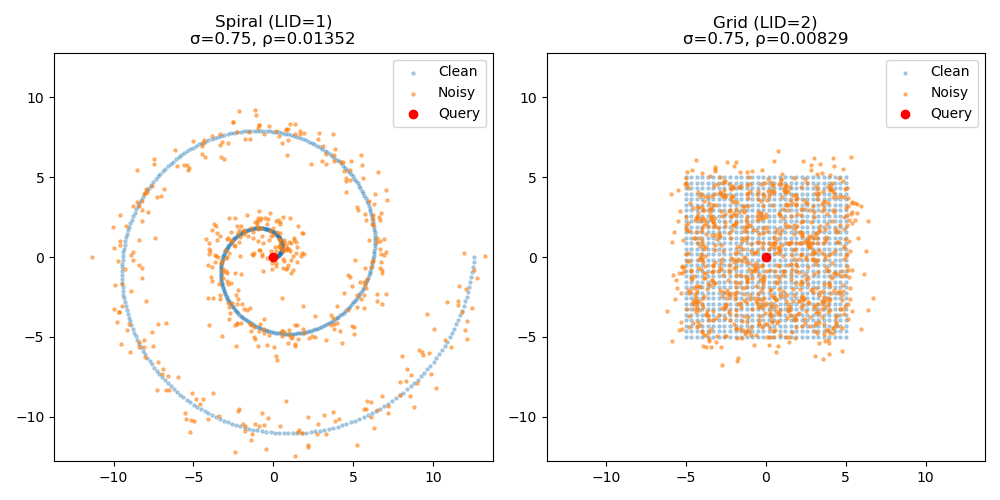 Spiral (LID=1)
σ=0.75, ρ=0.01352
Clean
Noisy
Query
10
5
0
−5
−10
−10
−5
0
5
10
Grid (LID=2)
σ=0.75, ρ=0.00829
Clean
Noisy
Query
10
5
0
−5
−10
−10
−5
0
5
10